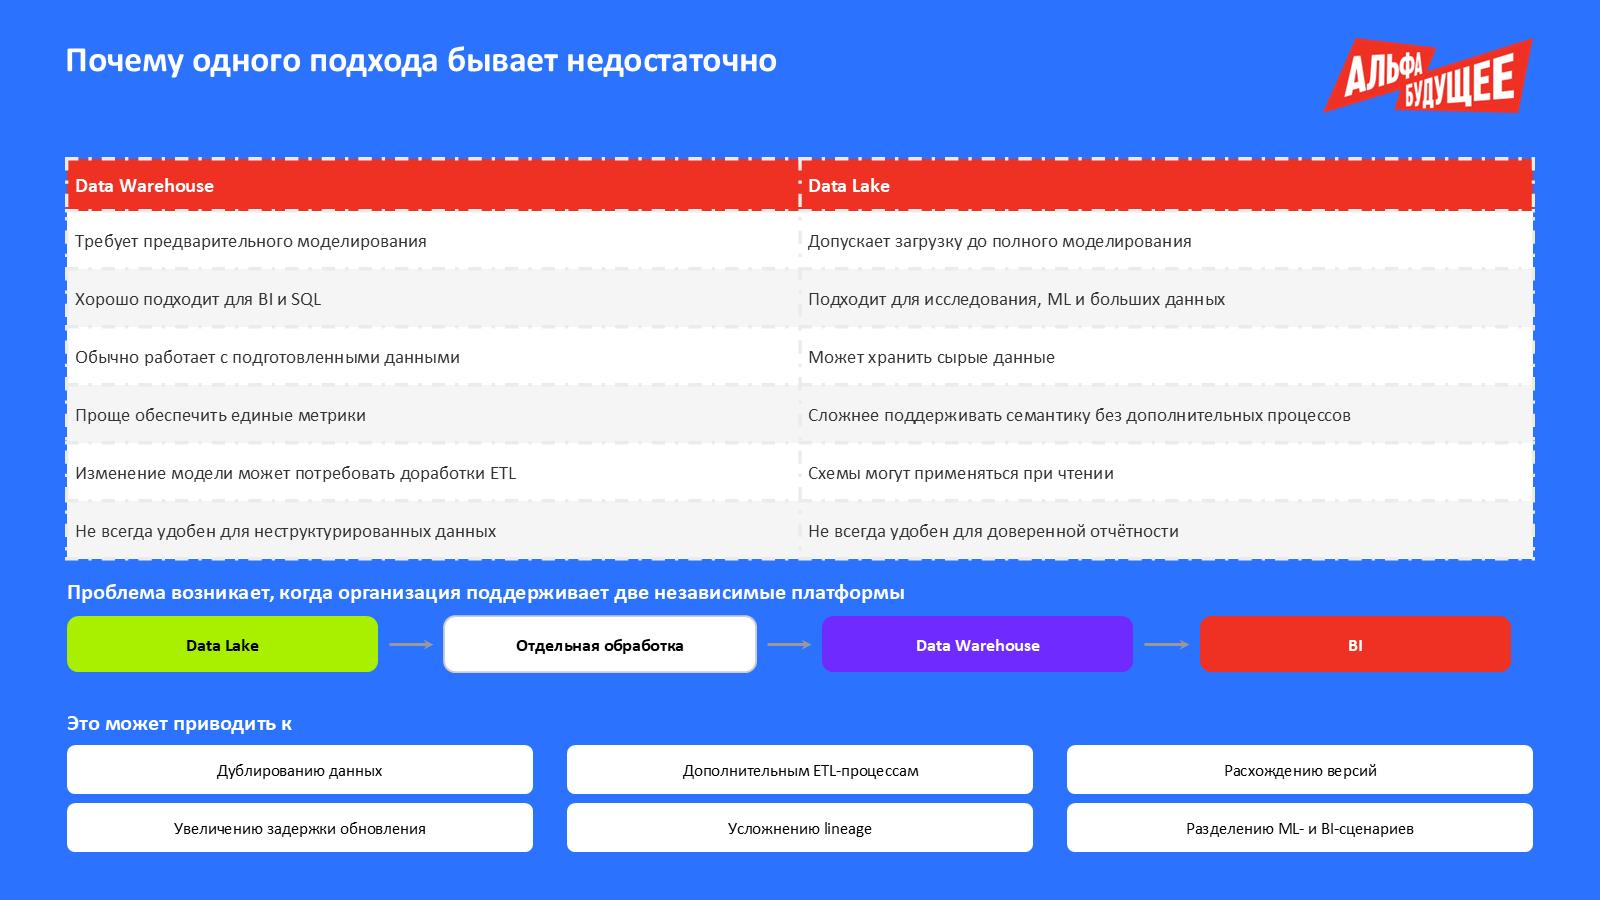 Почему одного подхода бывает недостаточно
АЛЬФА
БУДУЩЕЕ
Data Warehouse
Data Lake
Требует предварительного моделирования
Допускает загрузку до полного моделирования
Хорошо подходит для BI и SQL
Подходит для исследования, ML и больших данных
Обычно работает с подготовленными данными
Может хранить сырые данные
Проще обеспечить единые метрики
Сложнее поддерживать семантику без дополнительных процессов
Изменение модели может потребовать доработки ETL
Схемы могут применяться при чтении
Не всегда удобен для неструктурированных данных
Не всегда удобен для доверенной отчётности
Проблема возникает, когда организация поддерживает две независимые платформы
Data Lake
Отдельная обработка
Data Warehouse
BI
Это может приводить к
Дублированию данных
Дополнительным ETL-процессам
Расхождению версий
Увеличению задержки обновления
Усложнению lineage
Разделению ML- и BI-сценариев